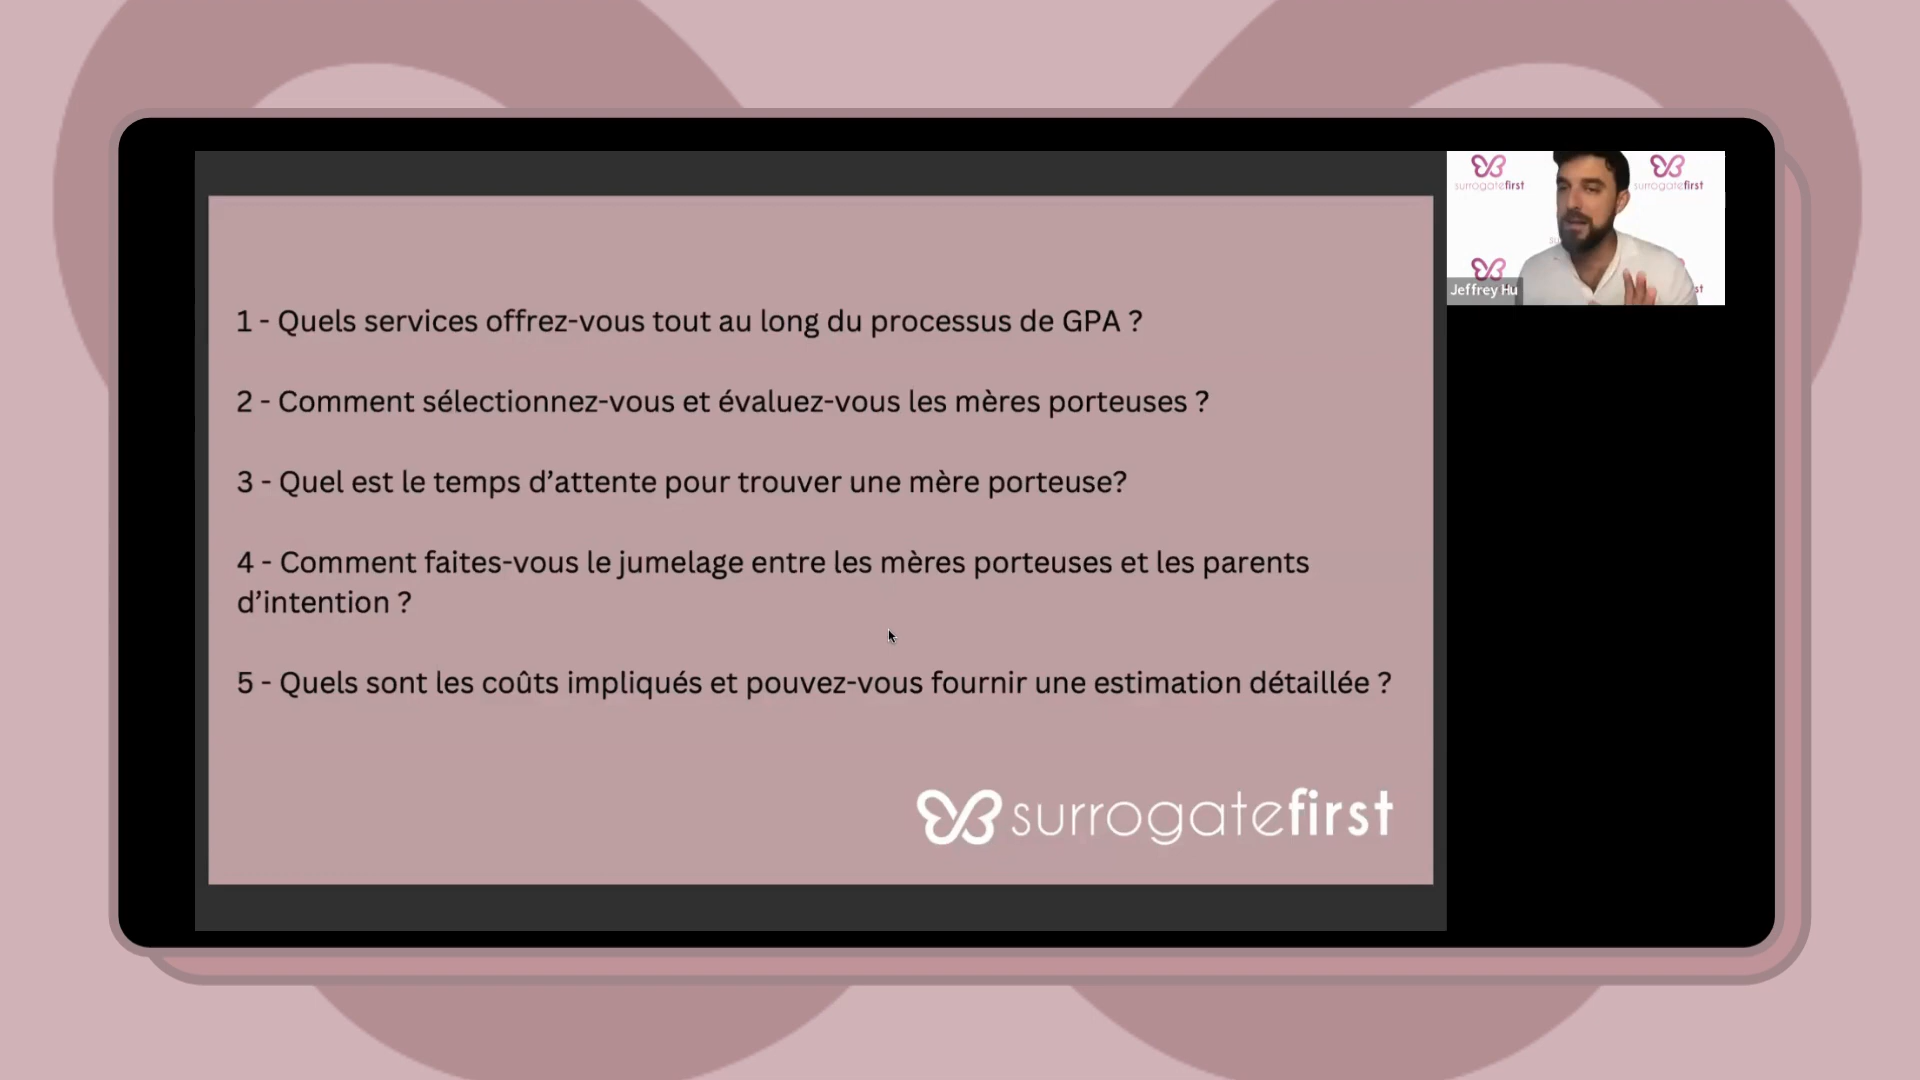 1 - Quels services offrez-vous tout au long du processus de GPA ?
2 - Comment sélectionnez-vous et évaluez-vous les mères porteuses ?
3 - Quel est le temps d’attente pour trouver une mère porteuse?
4 - Comment faites-vous le jumelage entre les mères porteuses et les parents
d’intention ?
5 - Quels sont les coûts impliqués et pouvez-vous fournir une estimation détaillée ?
surrogatefirst
surrogatefirst
surrogatefirst
Jeffrey Hu